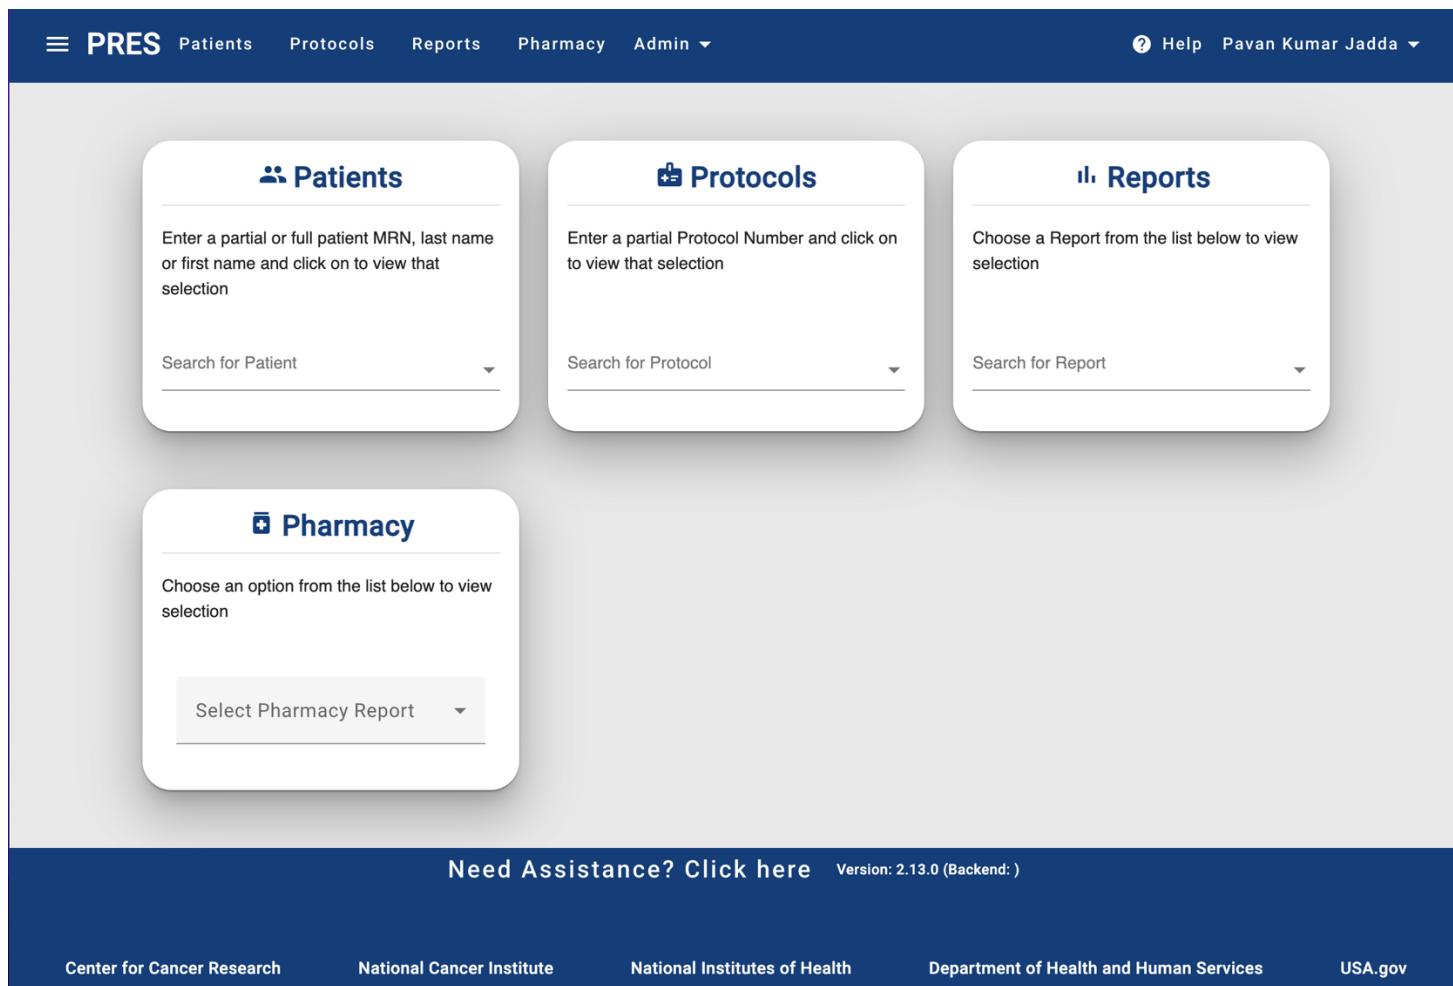 PRES Patients Protocols Reports Pharmacy Admin Help Pavan Kumar Jadda
Patients
Enter a partial or full patient MRN, last name
or first name and click on to view that
selection
Search for Patient
Protocols
Enter a partial Protocol Number and click on
to view that selection
Search for Protocol
Reports
Choose a Report from the list below to view
selection
Search for Report
Pharmacy
Choose an option from the list below to view
selection
Select Pharmacy Report
Need Assistance? Click here Version: 2.13.0 (Backend: )
Center for Cancer Research National Cancer Institute National Institutes of Health Department of Health and Human Services USA.gov